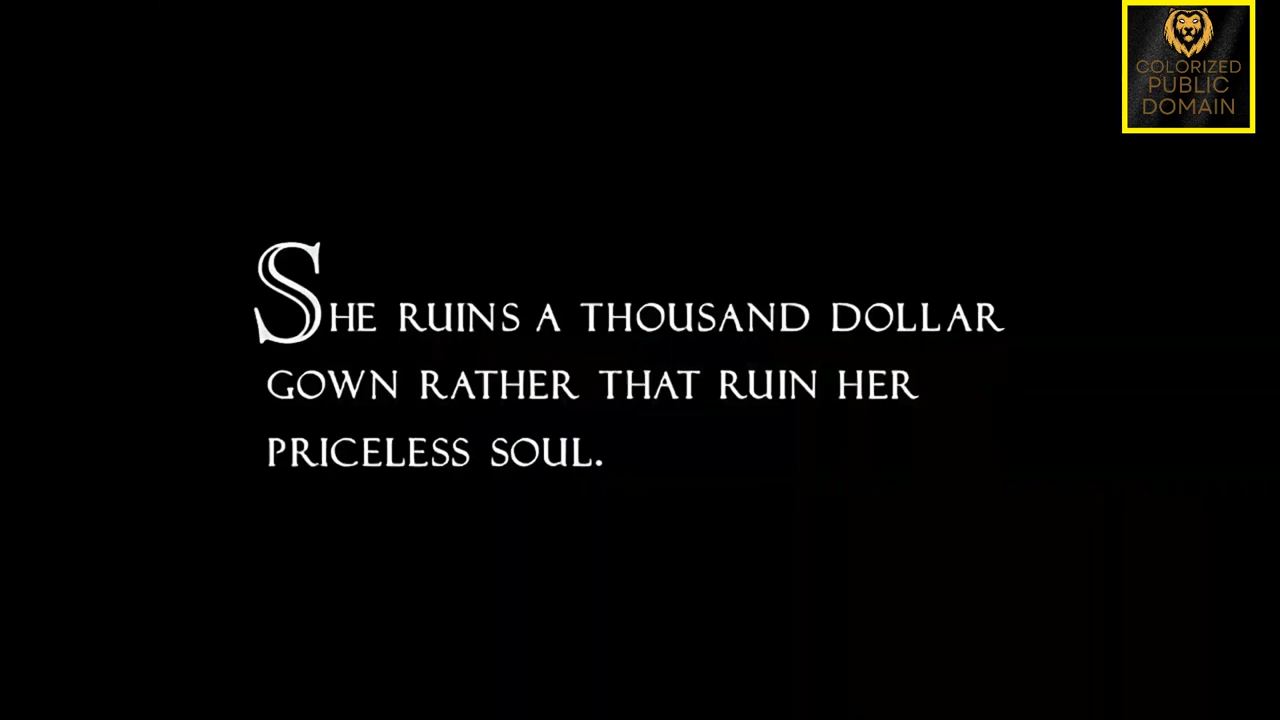 COLORIZED
PUBLIC
DOMAIN
SHE RUINS A THOUSAND DOLLAR
GOWN RATHER THAT RUIN HER
PRICELESS SOUL.